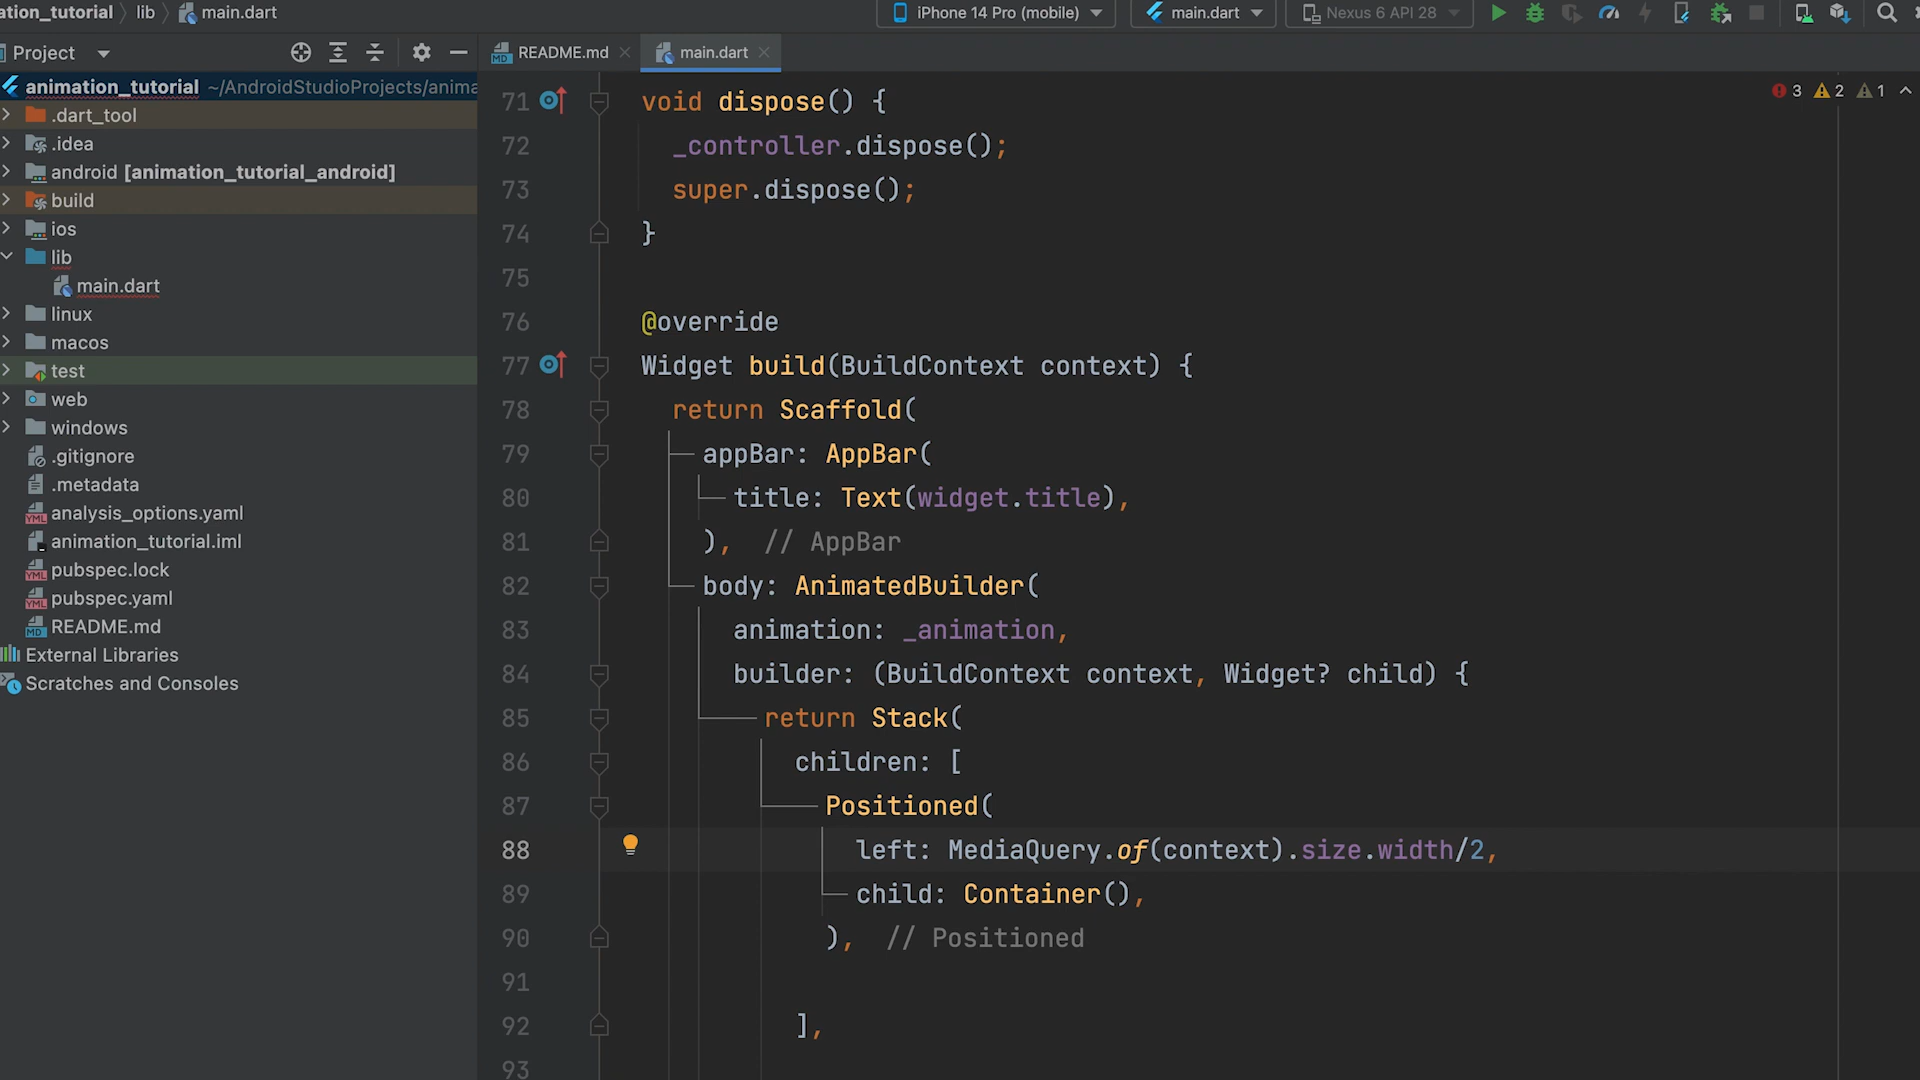 ation_tutorial
lib
main.dart
iPhone 14 Pro (mobile)
main.dart
Nexus 6 API 28
Project
README.md
main.dart
animation_tutorial ~/AndroidStudioProjects/anima
.dart_tool
.idea
android [animation_tutorial_android]
build
ios
lib
main.dart
linux
macos
test
web
windows
.gitignore
.metadata
analysis_options.yaml
animation_tutorial.iml
pubspec.lock
pubspec.yaml
README.md
External Libraries
Scratches and Consoles
3 2 1
71 void dispose() {
72 _controller.dispose();
73 super.dispose();
74 }
75
76 @override
77 Widget build(BuildContext context) {
78 return Scaffold(
79 appBar: AppBar(
80 title: Text(widget.title),
81 ), // AppBar
82 body: AnimatedBuilder(
83 animation: _animation,
84 builder: (BuildContext context, Widget? child) {
85 return Stack(
86 children: [
87 Positioned(
88 left: MediaQuery.of(context).size.width/2,
89 child: Container(),
90 ), // Positioned
91
92 ],
93